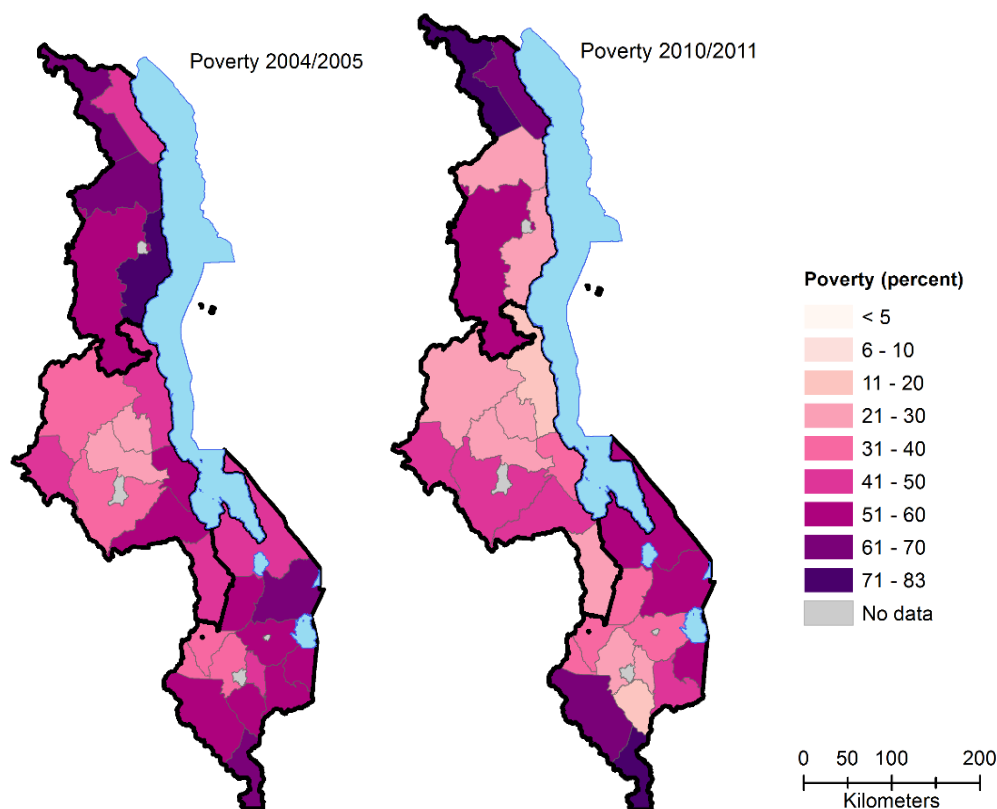 Poverty 2004/2005
Poverty 2010/2011
Poverty (percent)
< 5
6 - 10
11 - 20
21 - 30
31 - 40
41 - 50
51 - 60
61 - 70
71 - 83
No data
0 50 100 200
Kilometers